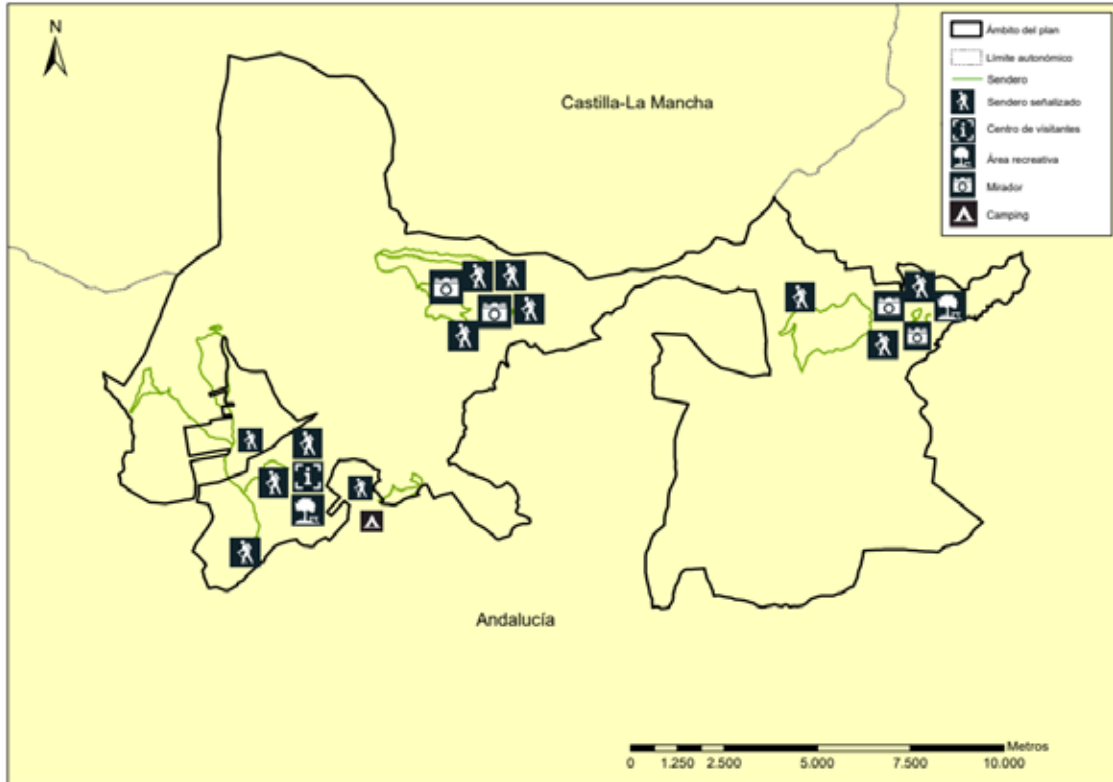 N
Castilla-La Mancha
Ámbito del plan
Límite autonómico
Sendero
Sendero señalizado
Centro de visitantes
Área recreativa
Mirador
Camping
Andalucía
Metros
0 1.250 2.500 5.000 7.500 10.000